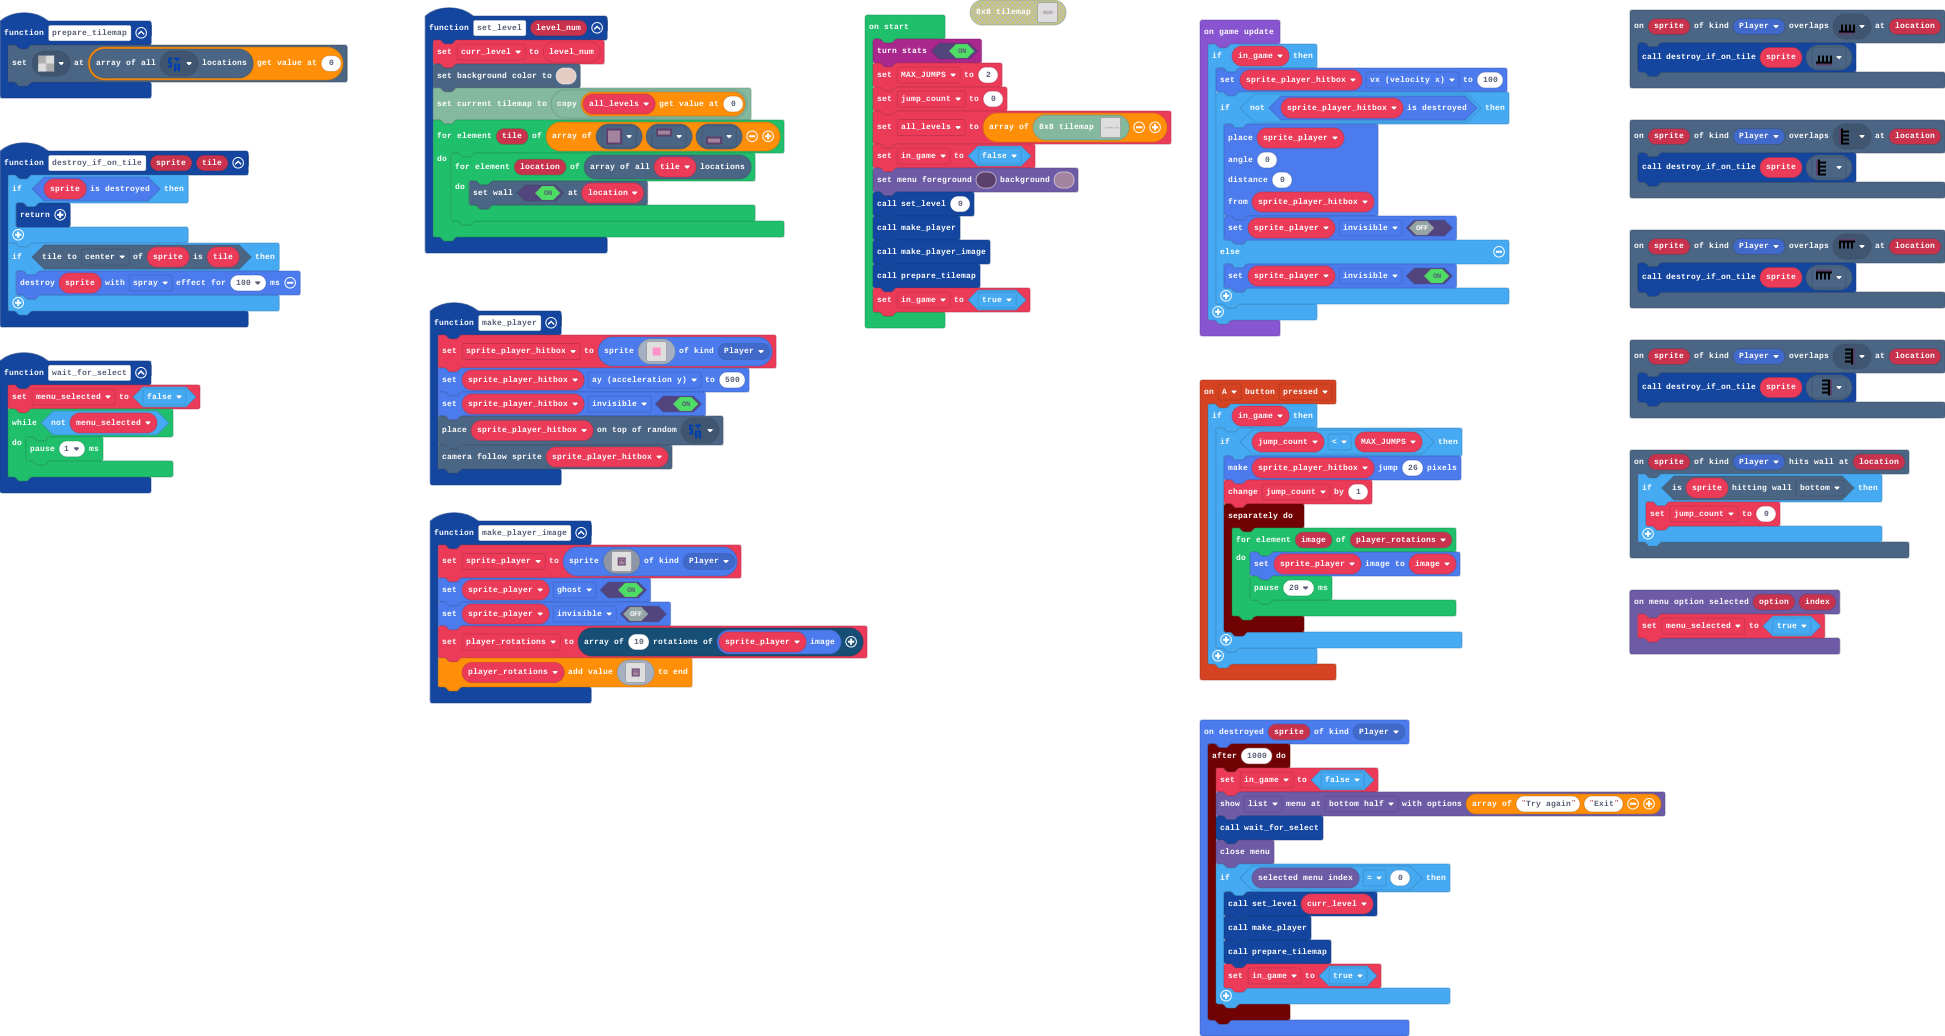 function prepare_tilemap
set at array of all locations get value at 0
function destroy_if_on_tile sprite tile
if sprite is destroyed then
return
if tile to center of sprite is tile then
destroy sprite with spray effect for 100 ms
function wait_for_select
set menu_selected to false
while not menu_selected
do pause 1 ms
function set_level level_num
set curr_level to level_num
set background color to
set current tilemap to copy all_levels get value at 0
for element tile of array of
do for element location of array of all tile locations
do set wall ON at location
function make_player
set sprite_player_hitbox to sprite of kind Player
set sprite_player_hitbox ay (acceleration y) to 500
set sprite_player_hitbox invisible ON
place sprite_player_hitbox on top of random
camera follow sprite sprite_player_hitbox
function make_player_image
set sprite_player to sprite of kind Player
set sprite_player ghost ON
set sprite_player invisible OFF
set player_rotations to array of 10 rotations of sprite_player image
player_rotations add value to end
8x8 tilemap
on start
turn stats ON
set MAX_JUMPS to 2
set jump_count to 0
set all_levels to array of 8x8 tilemap
set in_game to false
set menu foreground background
call set_level 0
call make_player
call make_player_image
call prepare_tilemap
set in_game to true
on game update
if in_game then
set sprite_player_hitbox vx (velocity x) to 100
if not sprite_player_hitbox is destroyed then
place sprite_player
angle 0
distance 0
from sprite_player_hitbox
set sprite_player invisible OFF
else
set sprite_player invisible ON
on A button pressed
if in_game then
if jump_count < MAX_JUMPS then
make sprite_player_hitbox jump 26 pixels
change jump_count by 1
separately do
for element image of player_rotations
do set sprite_player image to image
pause 20 ms
on destroyed sprite of kind Player
after 1000 do
set in_game to false
show list menu at bottom half with options array of "Try again" "Exit"
call wait_for_select
close menu
if selected menu index = 0 then
call set_level curr_level
call make_player
call prepare_tilemap
set in_game to true
on sprite of kind Player overlaps at location
call destroy_if_on_tile sprite
on sprite of kind Player overlaps at location
call destroy_if_on_tile sprite
on sprite of kind Player overlaps at location
call destroy_if_on_tile sprite
on sprite of kind Player overlaps at location
call destroy_if_on_tile sprite
on sprite of kind Player hits wall at location
if is sprite hitting wall bottom then
set jump_count to 0
on menu option selected option index
set menu_selected to true